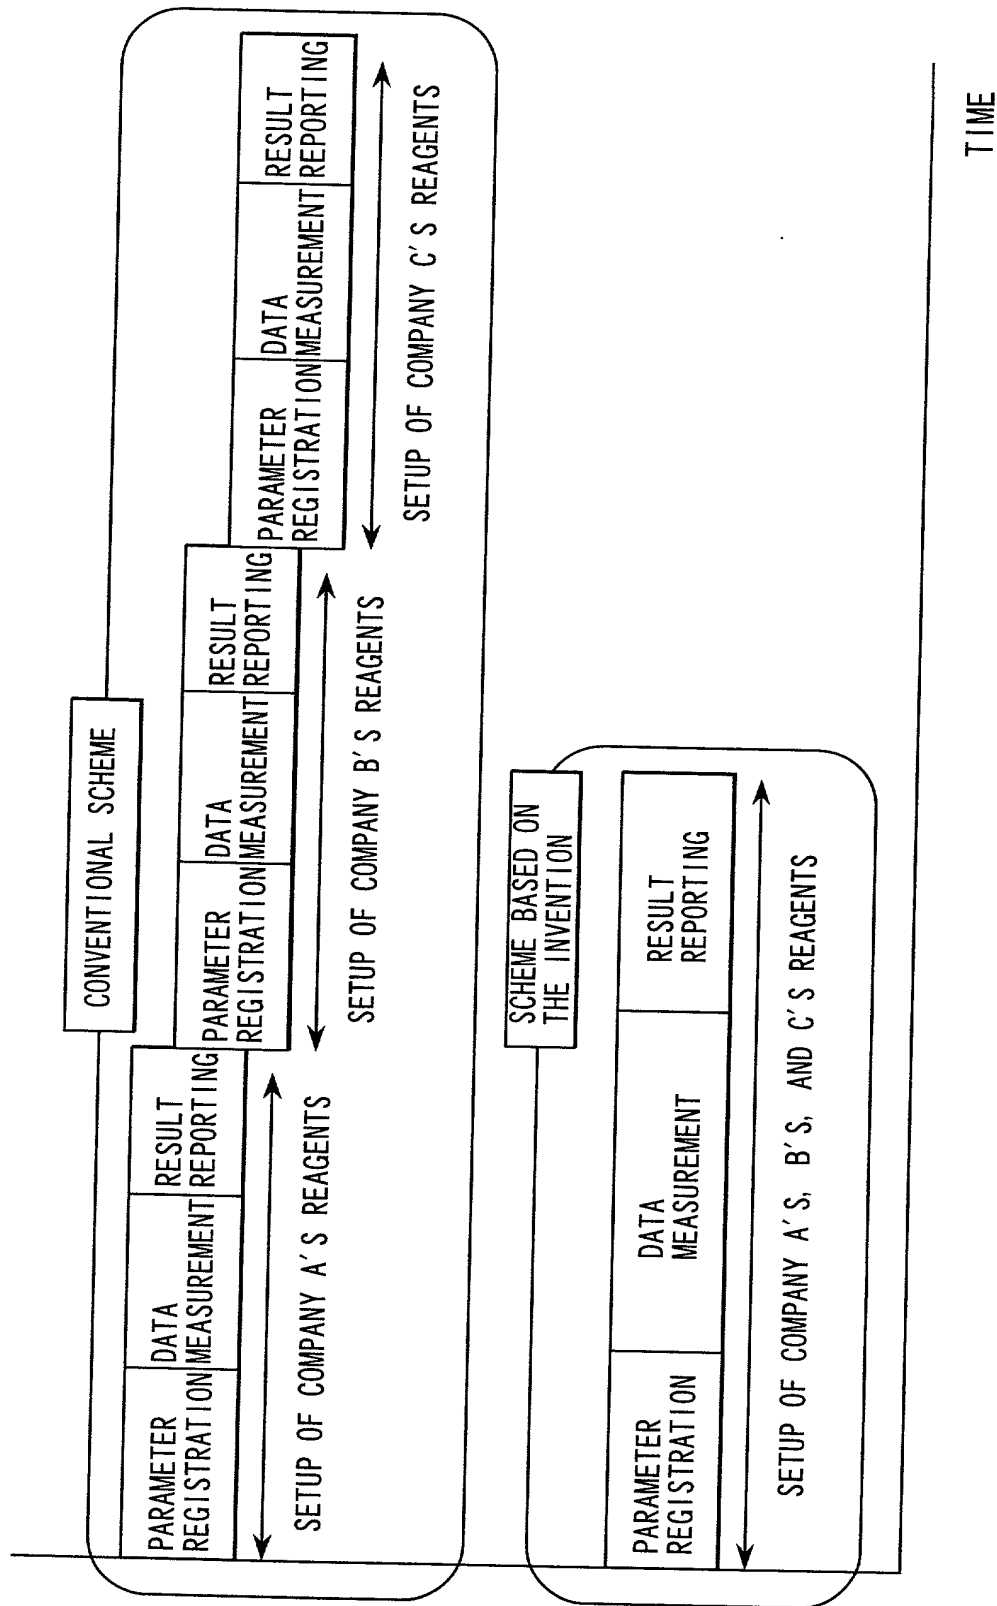 CONVENTIONAL SCHEME
PARAMETER
REGISTRATION
DATA
MEASUREMENT
RESULT
REPORTING
SETUP OF COMPANY A'S REAGENTS
PARAMETER
REGISTRATION
DATA
MEASUREMENT
RESULT
REPORTING
SETUP OF COMPANY B'S REAGENTS
PARAMETER
REGISTRATION
DATA
MEASUREMENT
RESULT
REPORTING
SETUP OF COMPANY C'S REAGENTS
SCHEME BASED ON
THE INVENTION
PARAMETER
REGISTRATION
DATA
MEASUREMENT
RESULT
REPORTING
SETUP OF COMPANY A'S, B'S, AND C'S REAGENTS
TIME